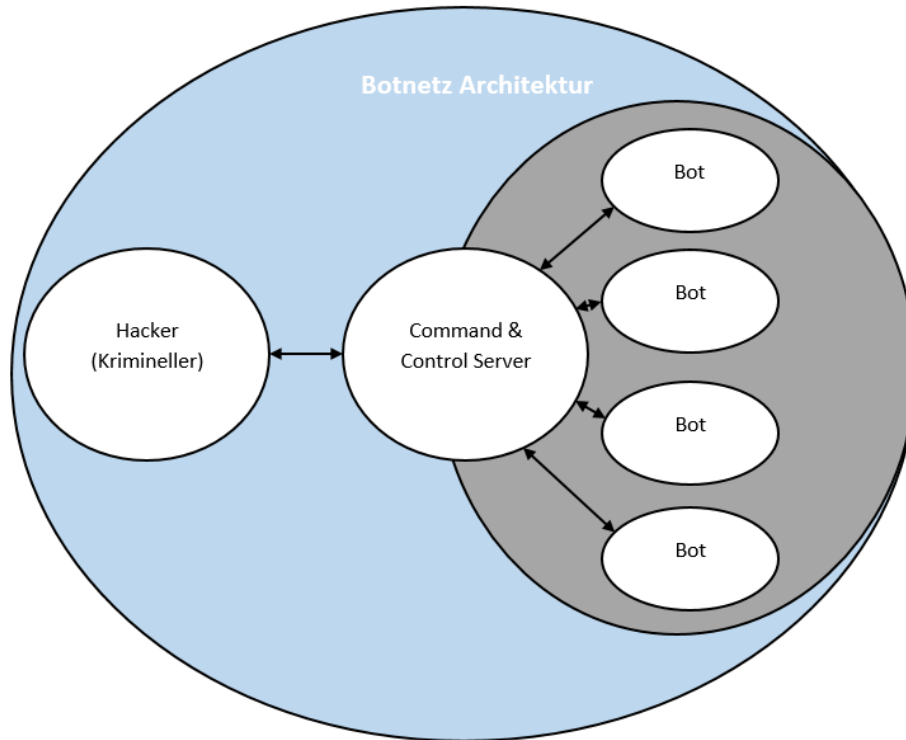 Botnetz Architektur
Bot
Bot
Hacker
(Krimineller)
Command &
Control Server
Bot
Bot